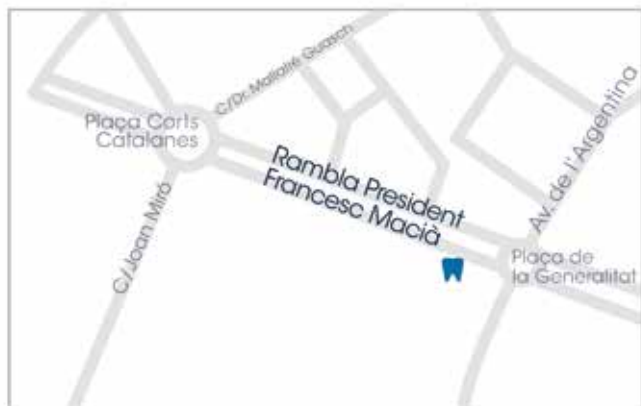 C/Dr. Mallafré Guasch
Plaça Corts
Catalanes
Rambla President
Francesc Macià
Av. de l'Argentina
C/Joan Miró
Plaça de
la Generalitat